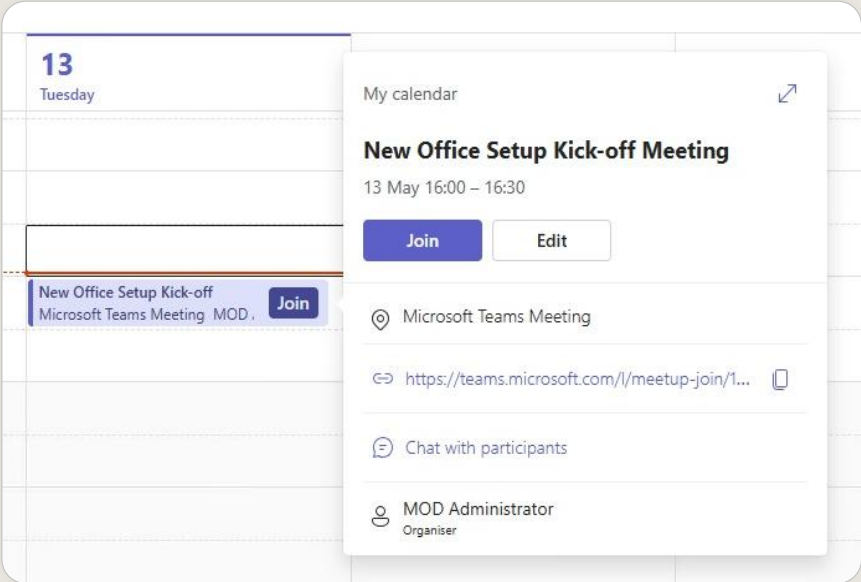 13
Tuesday
New Office Setup Kick-off
Microsoft Teams Meeting MOD .
Join
My calendar
New Office Setup Kick-off Meeting
13 May 16:00 – 16:30
Join
Edit
Microsoft Teams Meeting
https://teams.microsoft.com/l/meetup-join/1...
Chat with participants
MOD Administrator
Organiser